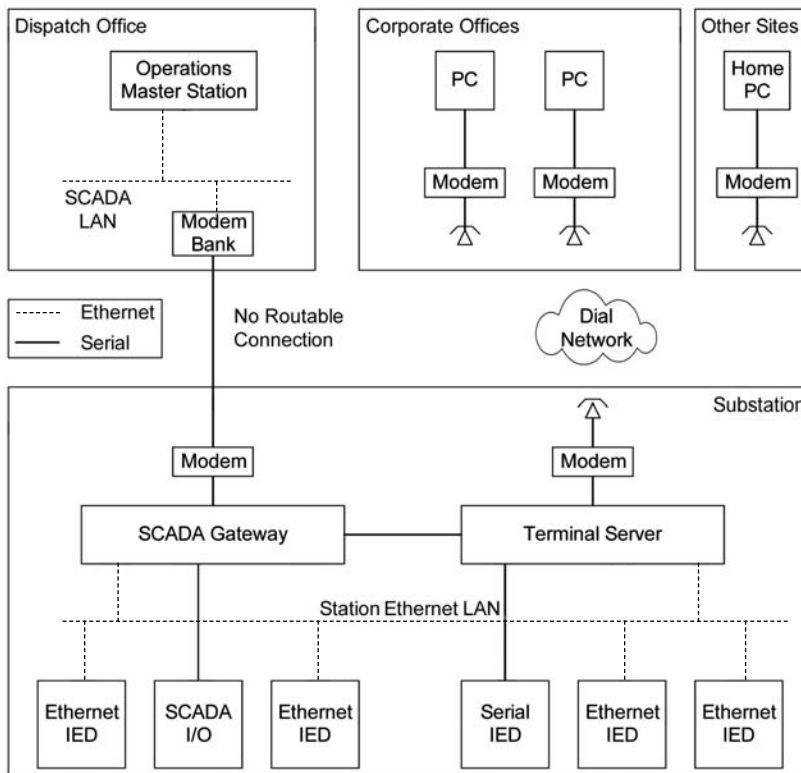 Dispatch Office
Operations
Master Station
SCADA
LAN
Modem
Bank
Corporate Offices
PC
PC
Modem
Modem
Other Sites
Home
PC
Modem
Ethernet
Serial
No Routable
Connection
Dial
Network
Substation
Modem
Modem
SCADA Gateway
Terminal Server
Station Ethernet LAN
Ethernet
IED
SCADA
I/O
Ethernet
IED
Serial
IED
Ethernet
IED
Ethernet
IED